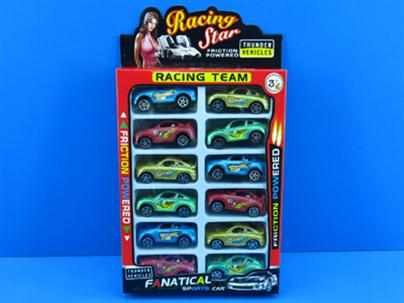 Racing
Star
FRICTION
POWERED
THUNDER
VEHICLES
RACING TEAM
3+
FRICTION POWERED
FRICTION POWERED
THUNDER
VEHICLES
FANATICAL
SPORTS CAR